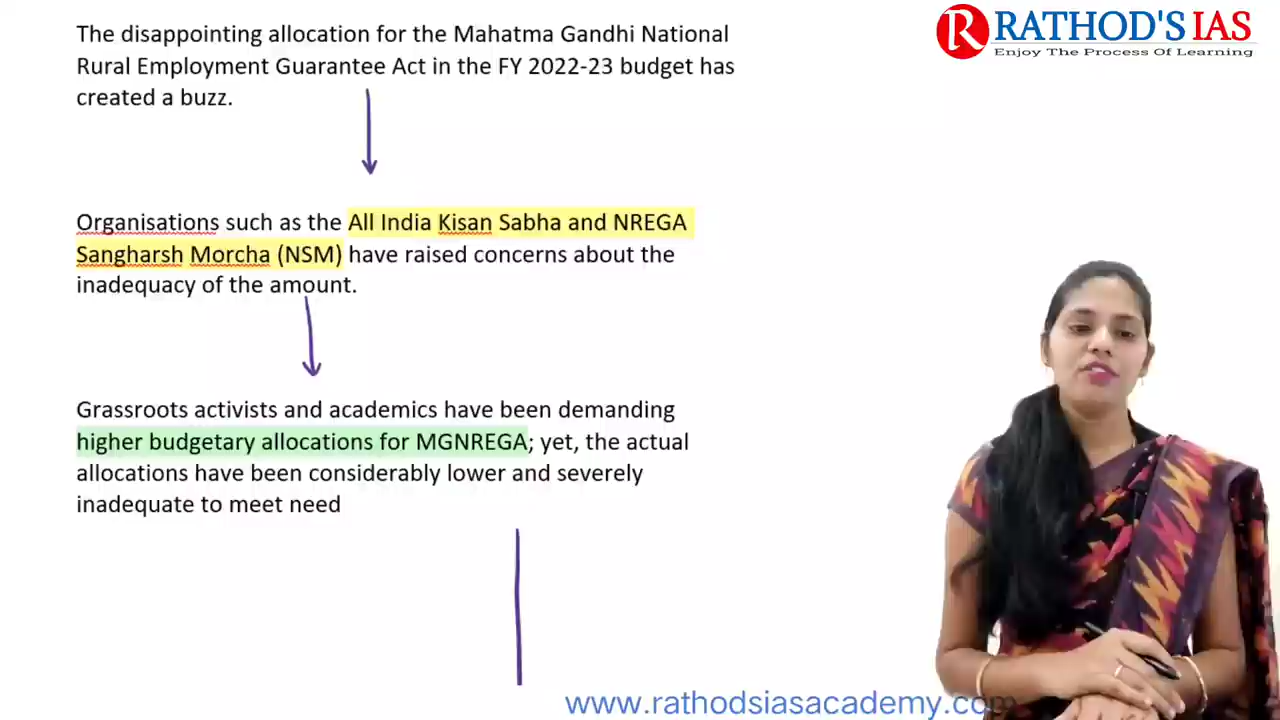 The disappointing allocation for the Mahatma Gandhi National
Rural Employment Guarantee Act in the FY 2022-23 budget has
created a buzz.
Organisations such as the All India Kisan Sabha and NREGA
Sangharsh Morcha (NSM) have raised concerns about the
inadequacy of the amount.
Grassroots activists and academics have been demanding
higher budgetary allocations for MGNREGA; yet, the actual
allocations have been considerably lower and severely
inadequate to meet need
R RATHOD'S IAS
Enjoy The Process Of Learning
www.rathodsiasacademy.com